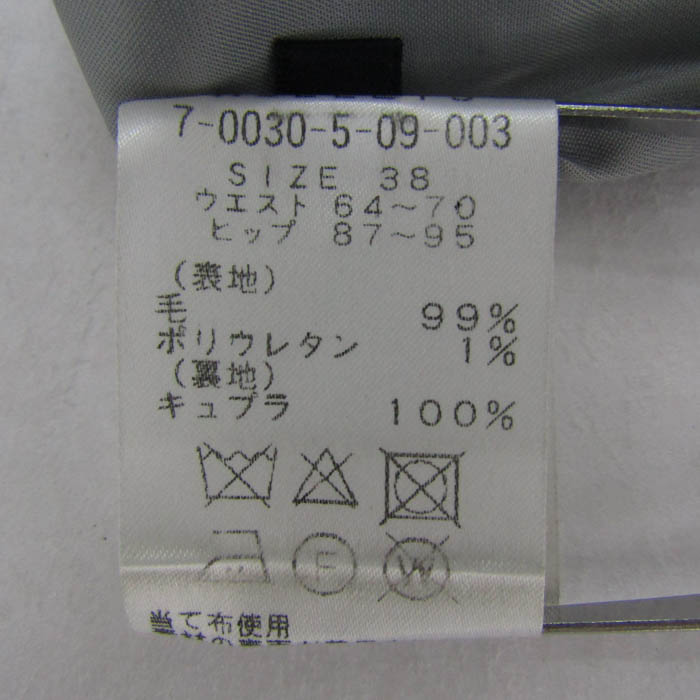 7-0030-5-09-003
SIZE 38
ウエスト 64～70
ヒップ 87～95
(表地)
毛 99%
ポリウレタン 1%
(裏地)
キュプラ 100%
F W
当て布使用